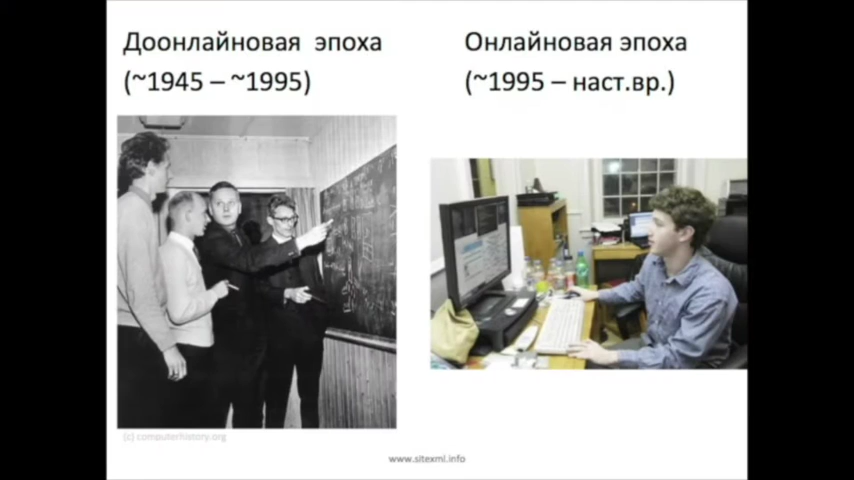 Доонлайновая эпоха
(~1945 – ~1995)
Онлайновая эпоха
(~1995 – наст.вр.)
(c) computerhistory.org
www.sitexml.info